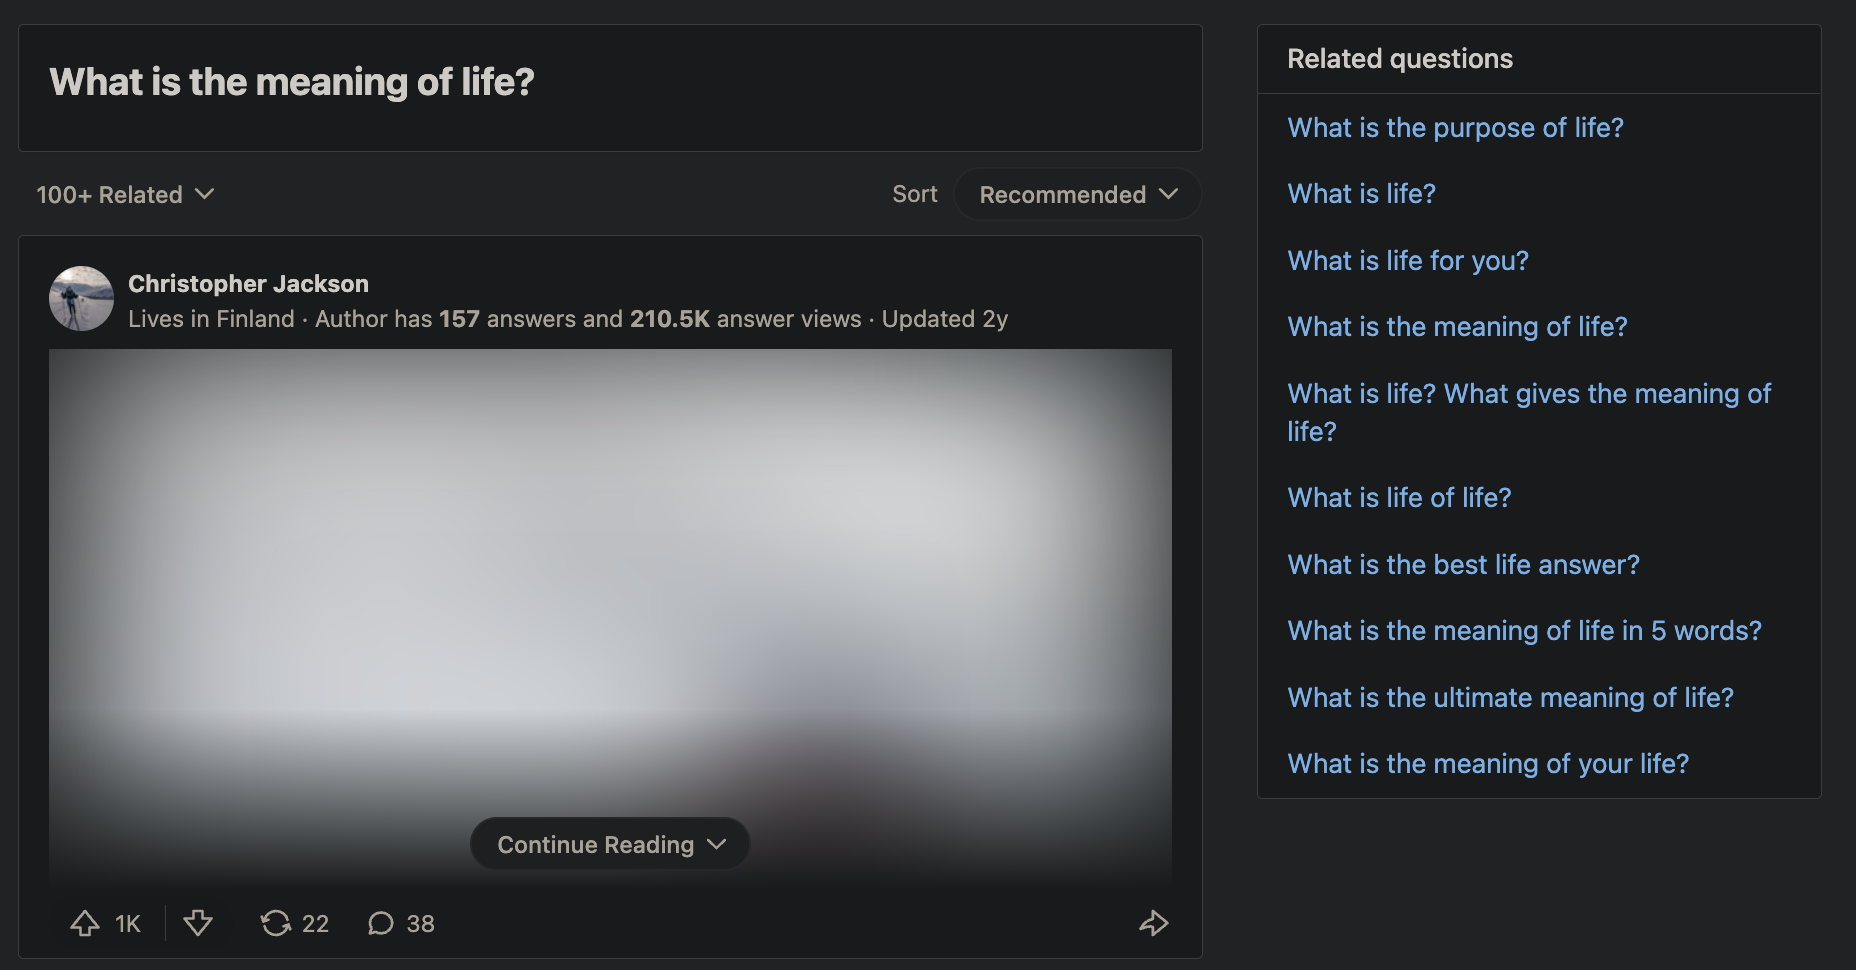 What is the meaning of life?
100+ Related
Sort
Recommended
Christopher Jackson
Lives in Finland · Author has 157 answers and 210.5K answer views · Updated 2y
Continue Reading
1K
22
38
Related questions
What is the purpose of life?
What is life?
What is life for you?
What is the meaning of life?
What is life? What gives the meaning of
life?
What is life of life?
What is the best life answer?
What is the meaning of life in 5 words?
What is the ultimate meaning of life?
What is the meaning of your life?